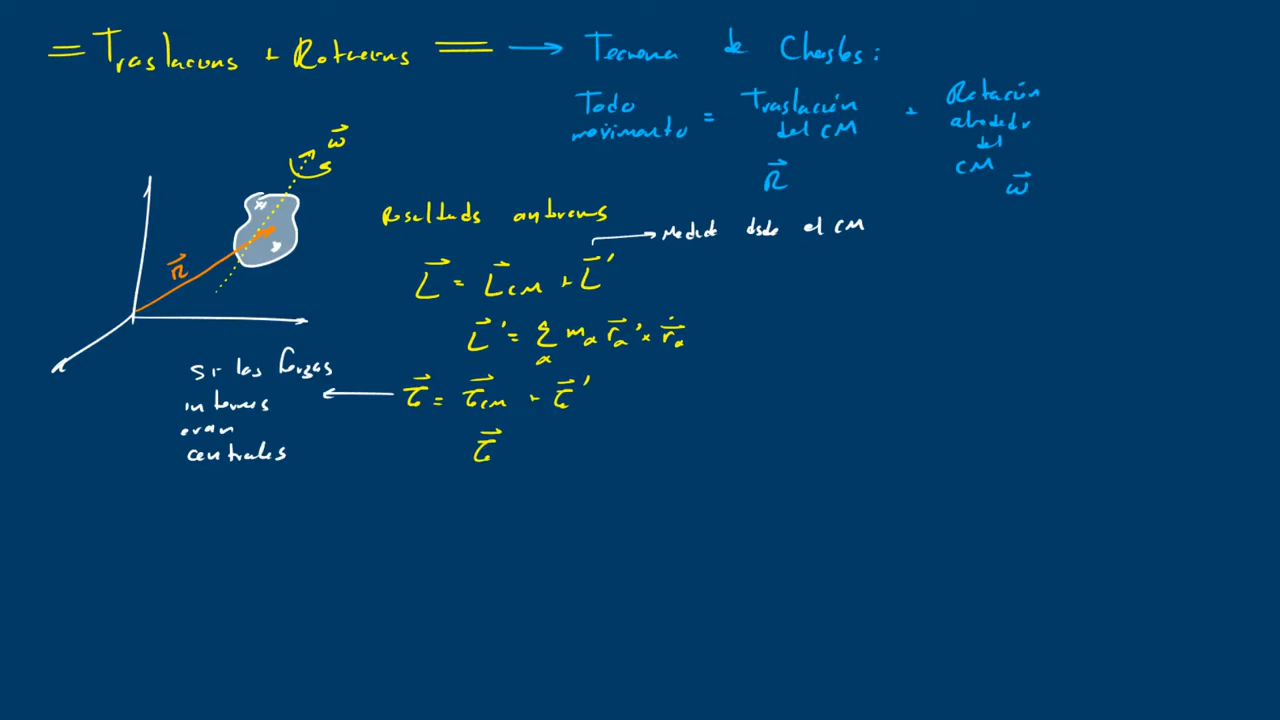 = Traslaciones + Rotaciones = → Teorema de Chasles:
Todo movimiento = Traslación del CM + Rotación alrededor del CM
R⃗ ω⃗
ω⃗
R⃗
Resultados anteriores
Medido desde el CM
L⃗ = L⃗CM + L⃗'
L⃗' = Σα mα r⃗α' × ṙ⃗α
Si las fuerzas
internas
eran
centrales
τ⃗ = τ⃗CM + τ⃗'
τ⃗